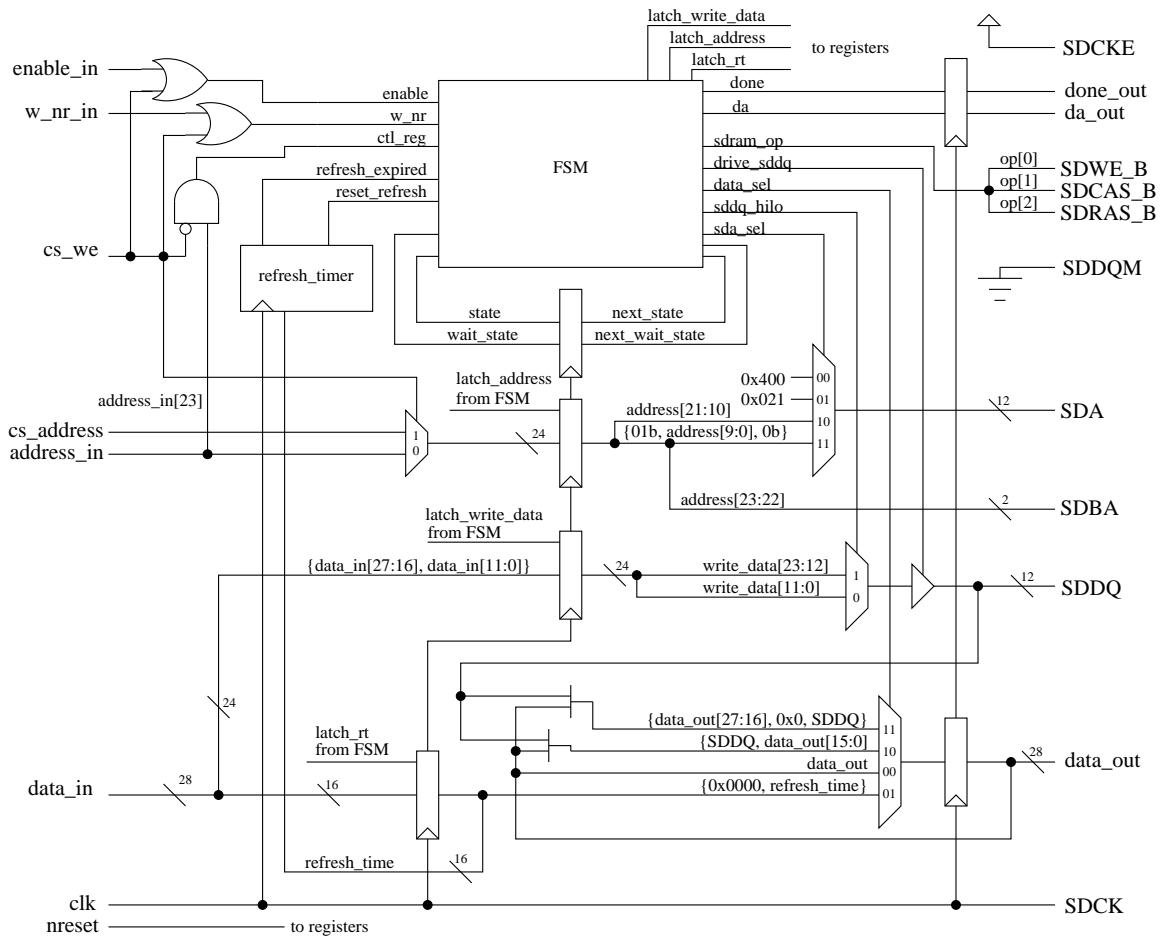 latch_write_data
latch_address
to registers
latch_rt
SDCKE
enable_in
done
done_out
enable
w_nr_in
da
da_out
w_nr
ctl_reg
sdram_op
op[0]
FSM
drive_sddq
SDWE_B
refresh_expired
op[1]
data_sel
SDCAS_B
reset_refresh
op[2]
sddq_hilo
SDRAS_B
sda_sel
cs_we
SDDQM
refresh_timer
state
next_state
wait_state
next_wait_state
latch_address
from FSM
0x400
00
0x021
01
address_in[23]
address[21:10]
10
12
SDA
cs_address
1
24
{01b, address[9:0], 0b}
11
address_in
0
latch_write_data
from FSM
address[23:22]
2
SDBA
{data_in[27:16], data_in[11:0]}
24
write_data[23:12]
1
write_data[11:0]
0
12
SDDQ
24
latch_rt
from FSM
{data_out[27:16], 0x0, SDDQ}
11
{SDDQ, data_out[15:0]}
10
data_out
00
28
data_out
data_in
28
16
{0x0000, refresh_time}
01
refresh_time
16
clk
SDCK
nreset
to registers